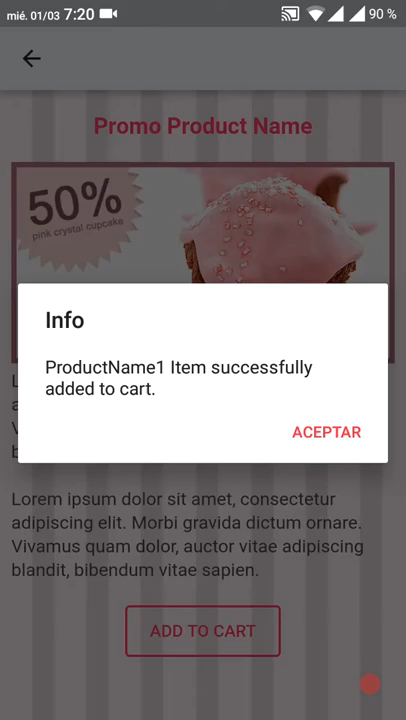 mié. 01/03 7:20
90 %
Promo Product Name
50%
pink crystal cupcake
Info
ProductName1 Item successfully
added to cart.
ACEPTAR
Lorem ipsum dolor sit amet, consectetur
adipiscing elit. Morbi gravida dictum ornare.
Vivamus quam dolor, auctor vitae adipiscing
blandit, bibendum vitae sapien.
ADD TO CART